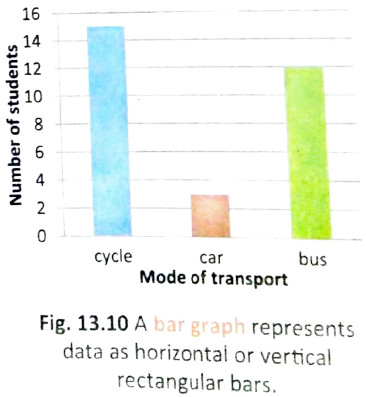 16
14
12
10
8
6
4
2
0
Number of students
cycle car bus
Mode of transport
Fig. 13.10 A bar graph represents
data as horizontal or vertical
rectangular bars.